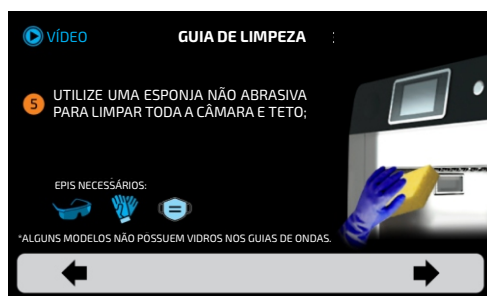 VÍDEO
GUIA DE LIMPEZA :
5 UTILIZE UMA ESPONJA NÃO ABRASIVA
PARA LIMPAR TODA A CÂMARA E TETO;
EPIS NECESSÁRIOS:
*ALGUNS MODELOS NÃO POSSUEM VIDROS NOS GUIAS DE ONDAS.